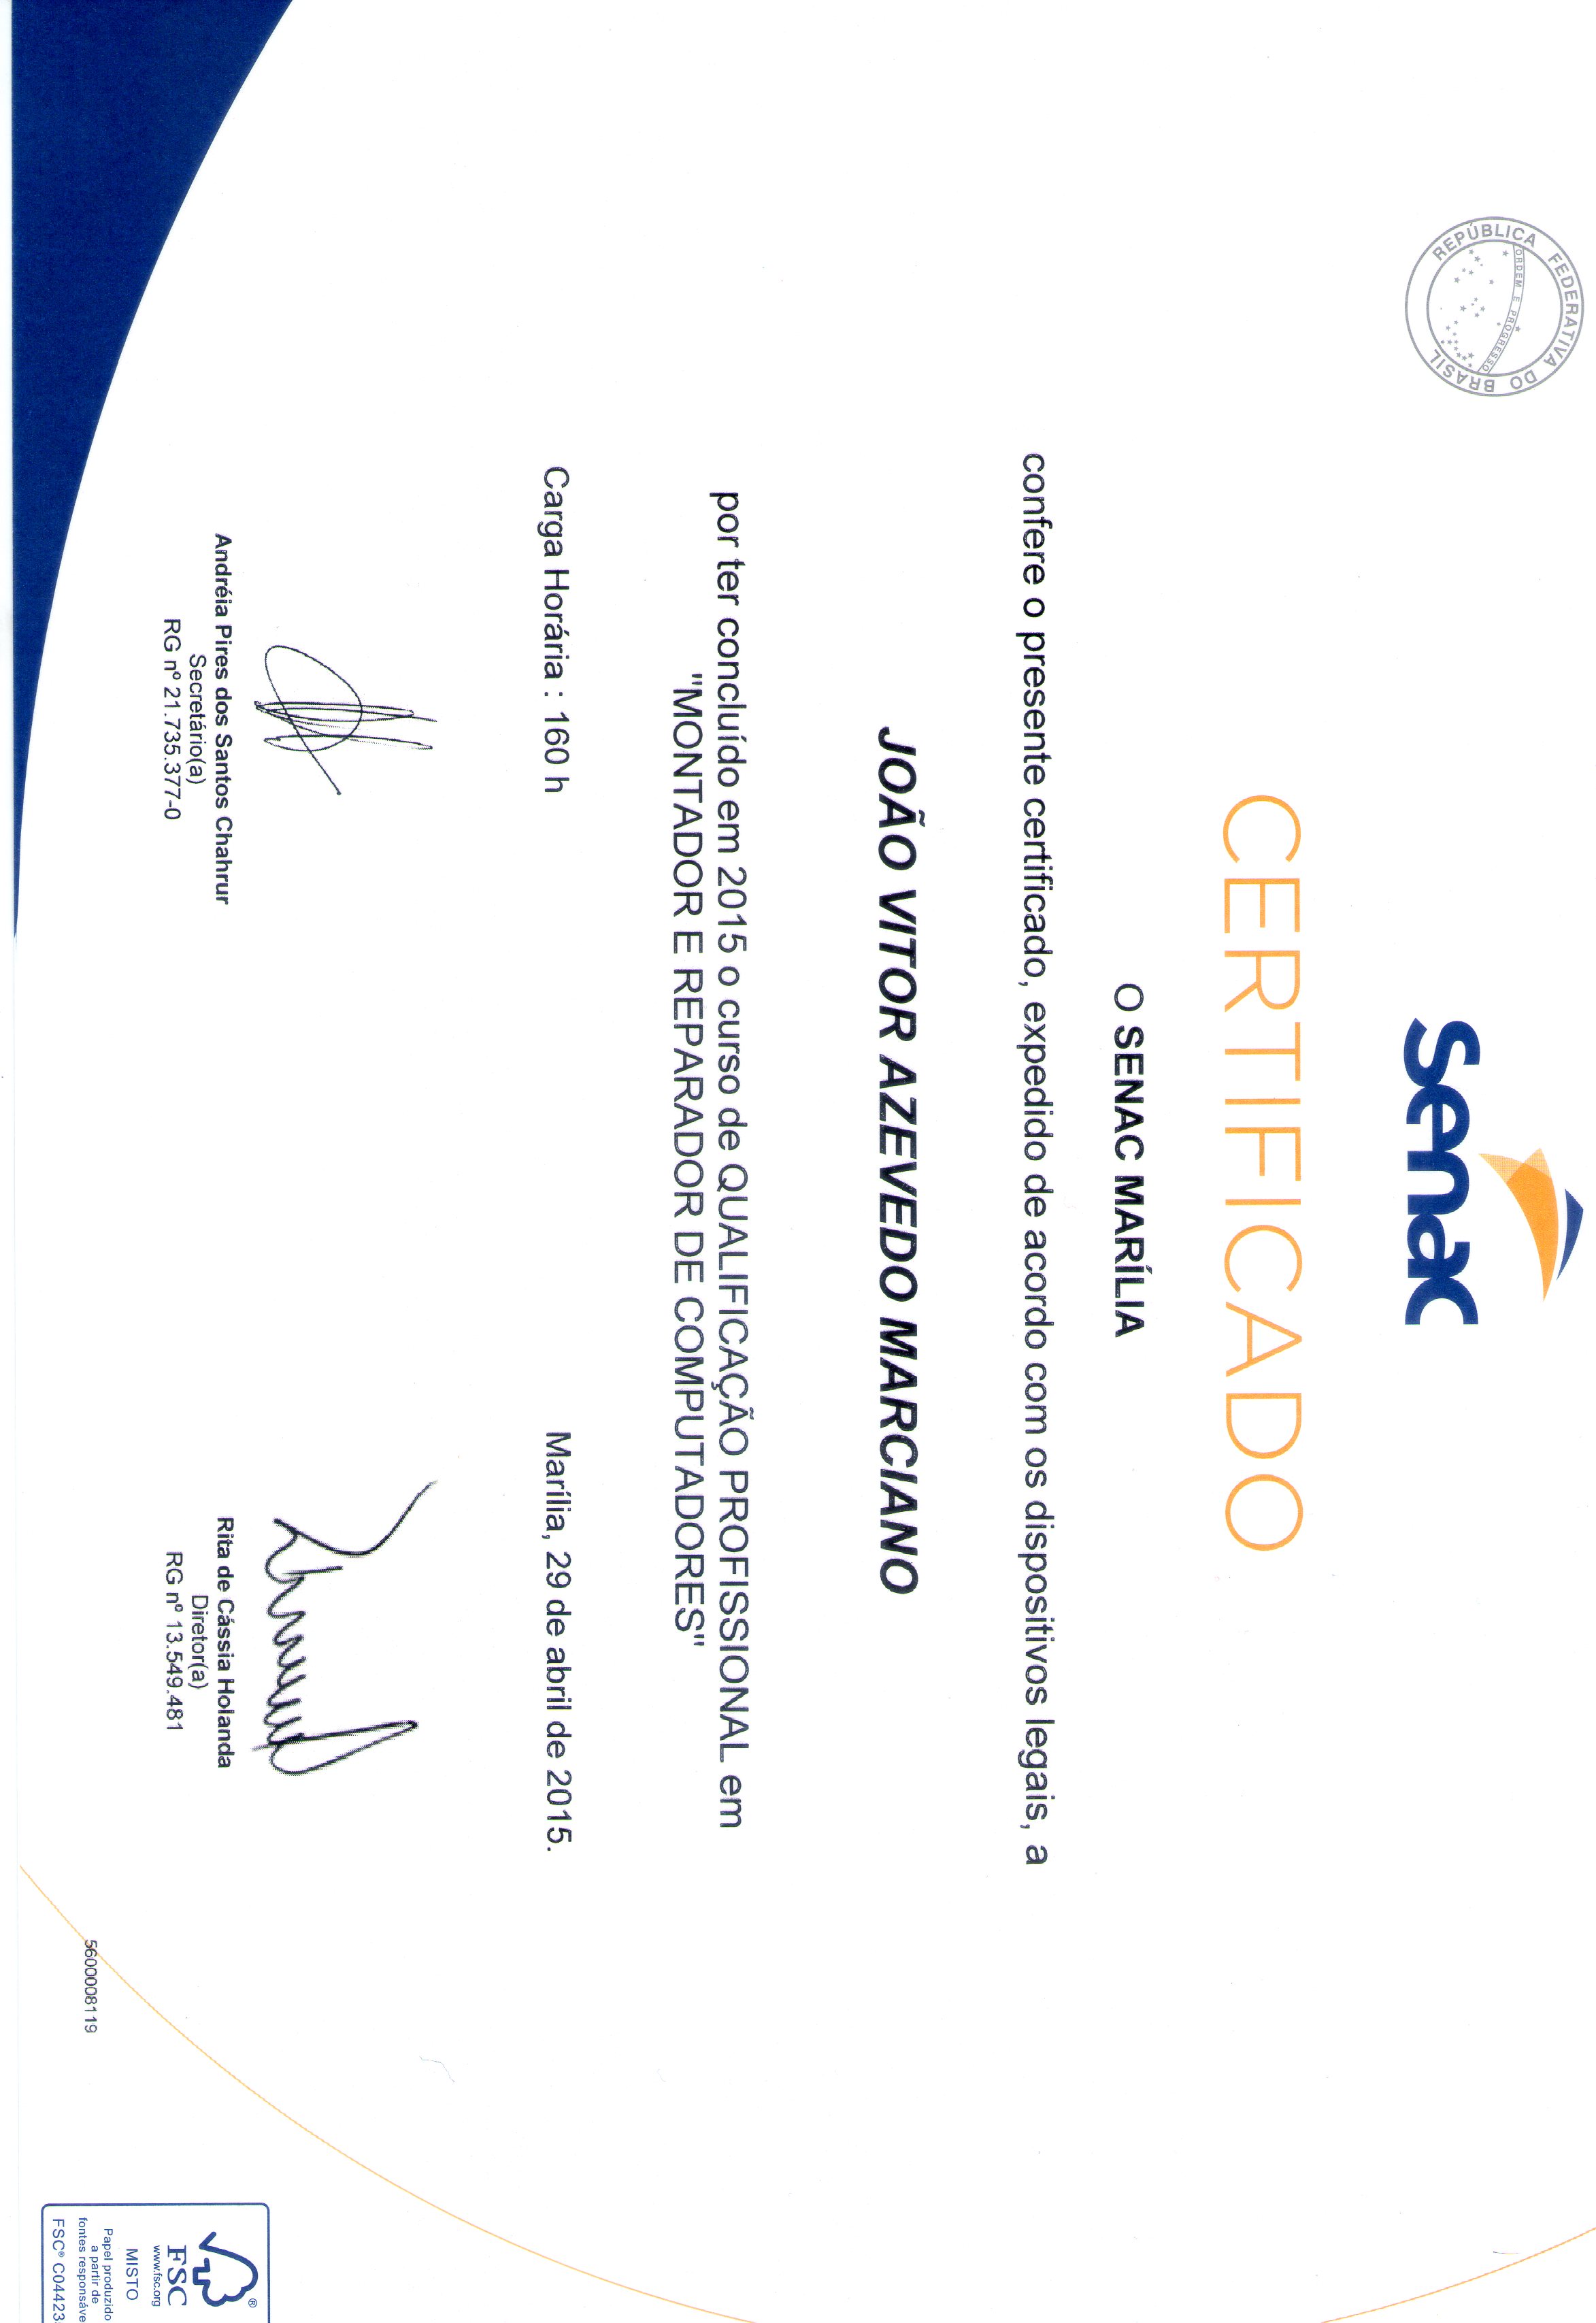 REPÚBLICA FEDERATIVA DO BRASIL
ORDEM E PROGRESSO
senac
CERTIFICADO
O SENAC MARÍLIA
confere o presente certificado, expedido de acordo com os dispositivos legais, a
JOÃO VITOR AZEVEDO MARCIANO
por ter concluído em 2015 o curso de QUALIFICAÇÃO PROFISSIONAL em
"MONTADOR E REPARADOR DE COMPUTADORES"
Carga Horária : 160 h
Marília, 29 de abril de 2015.
Andréia Pires dos Santos Chahrur
Secretário(a)
RG nº 21.735.377-0
Rita de Cássia Holanda
Diretor(a)
RG nº 13.549.481
5600008119
®
FSC
www.fsc.org
MISTO
Papel produzido
a partir de
fontes responsáve
FSC® C04423